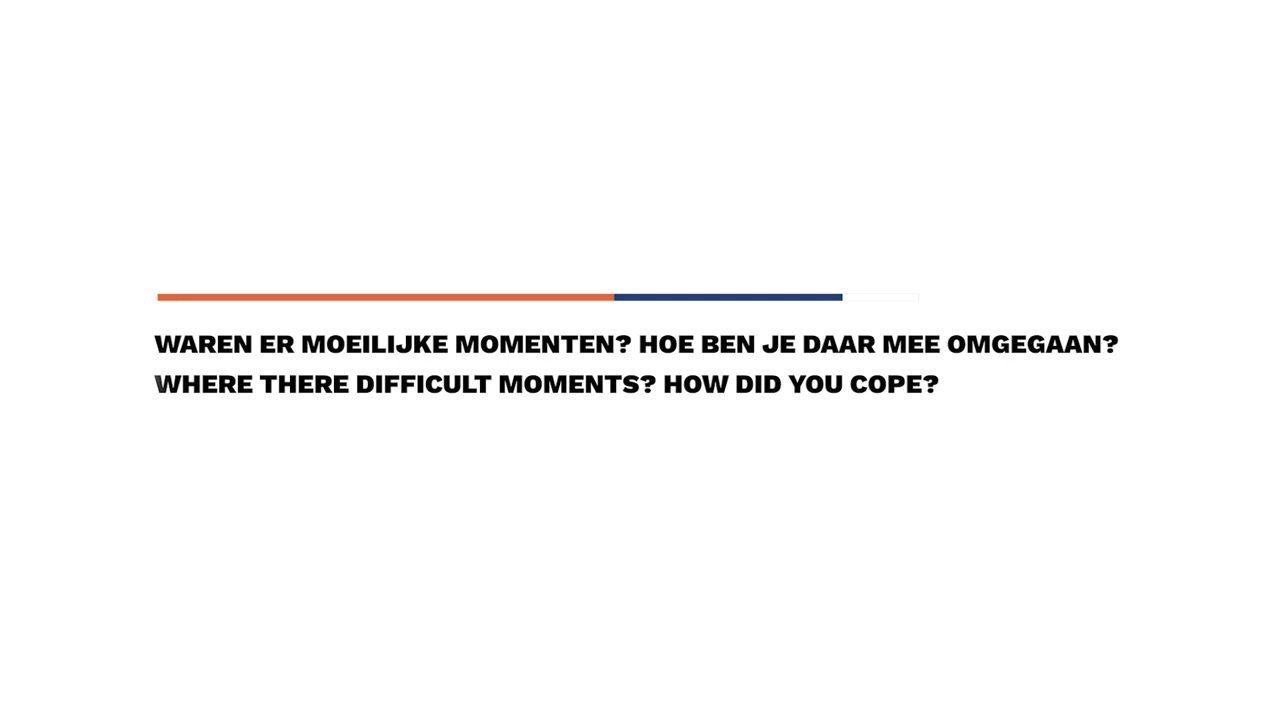 WAREN ER MOEILIJKE MOMENTEN? HOE BEN JE DAAR MEE OMGEGAAN?
WHERE THERE DIFFICULT MOMENTS? HOW DID YOU COPE?